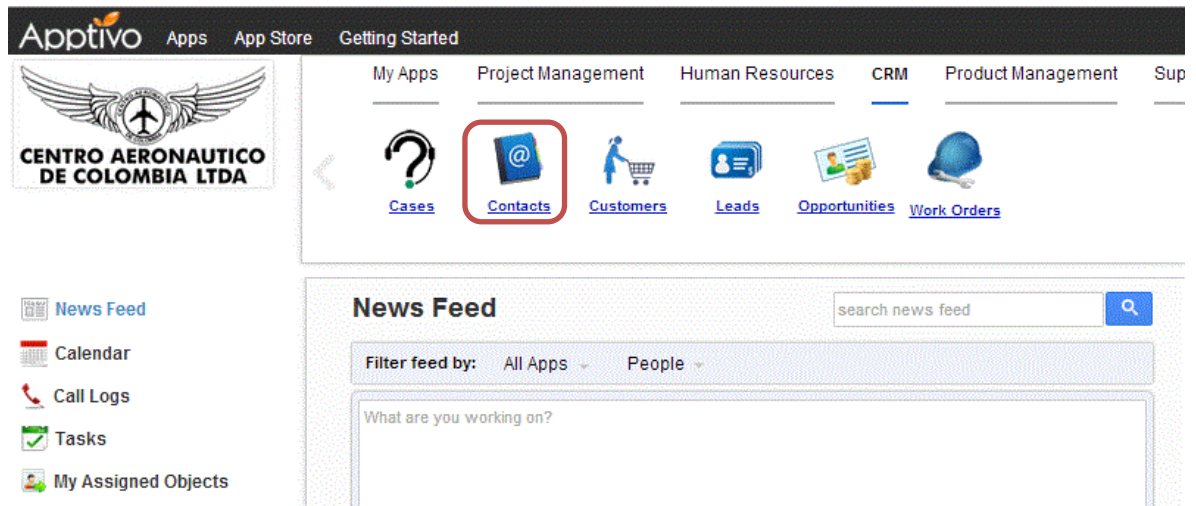 Apptivo Apps App Store Getting Started
CENTRO AERONAUTICO
DE COLOMBIA LTDA
My Apps Project Management Human Resources CRM Product Management Sup
@
Cases Contacts Customers Leads Opportunities Work Orders
News Feed
Calendar
Call Logs
Tasks
My Assigned Objects
News Feed
search news feed
Filter feed by: All Apps People
What are you working on?